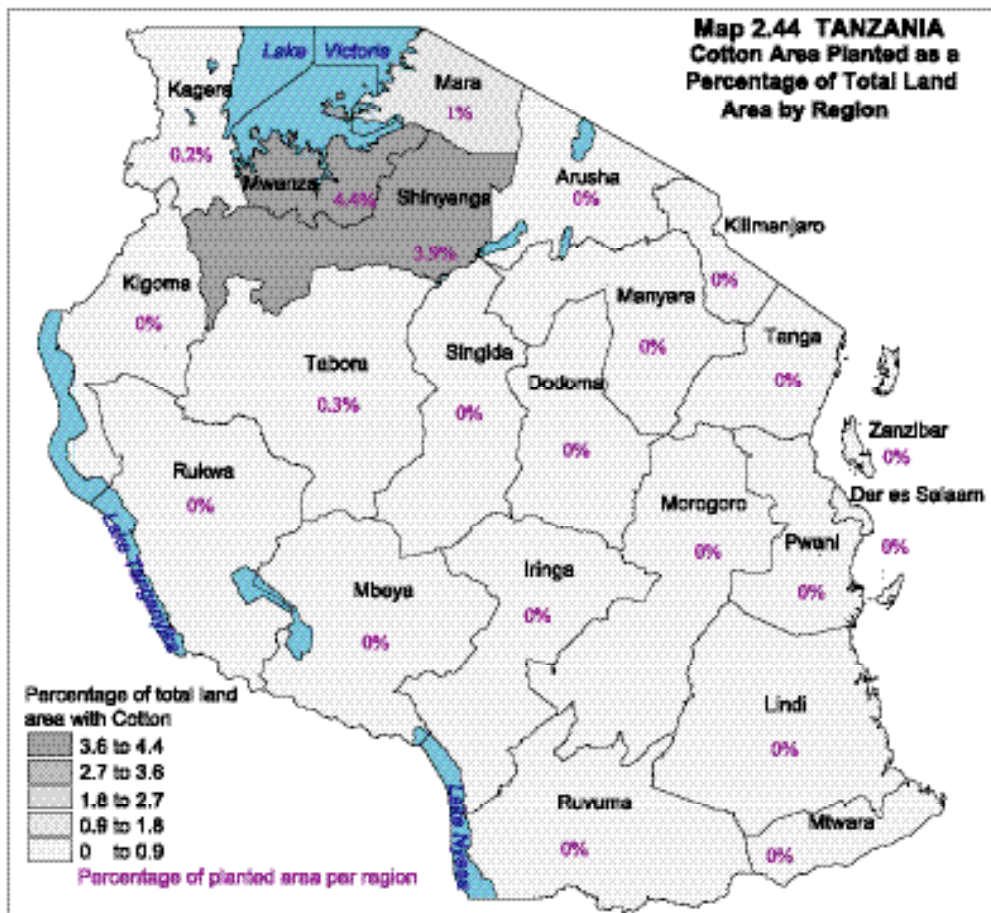 Map 2.44 TANZANIA
Cotton Area Planted as a
Percentage of Total Land
Area by Region
Lake Victoria
Kagera
0.2%
Mara
1%
Mwanza
4.4%
Shinyanga
3.9%
Arusha
0%
Kilimanjaro
0%
Kigoma
0%
Manyara
0%
Tanga
0%
Tabora
0.3%
Singida
0%
Dodoma
0%
Zanzibar
0%
Rukwa
0%
Dar es Salaam
0%
Morogoro
0%
Pwani
0%
Lake Tanganyika
Iringa
0%
Mbeya
0%
Lindi
0%
Lake Nyasa
Ruvuma
0%
Mtwara
0%
Percentage of total land
area with Cotton
3.6 to 4.4
2.7 to 3.6
1.8 to 2.7
0.9 to 1.8
0 to 0.9
Percentage of planted area per region